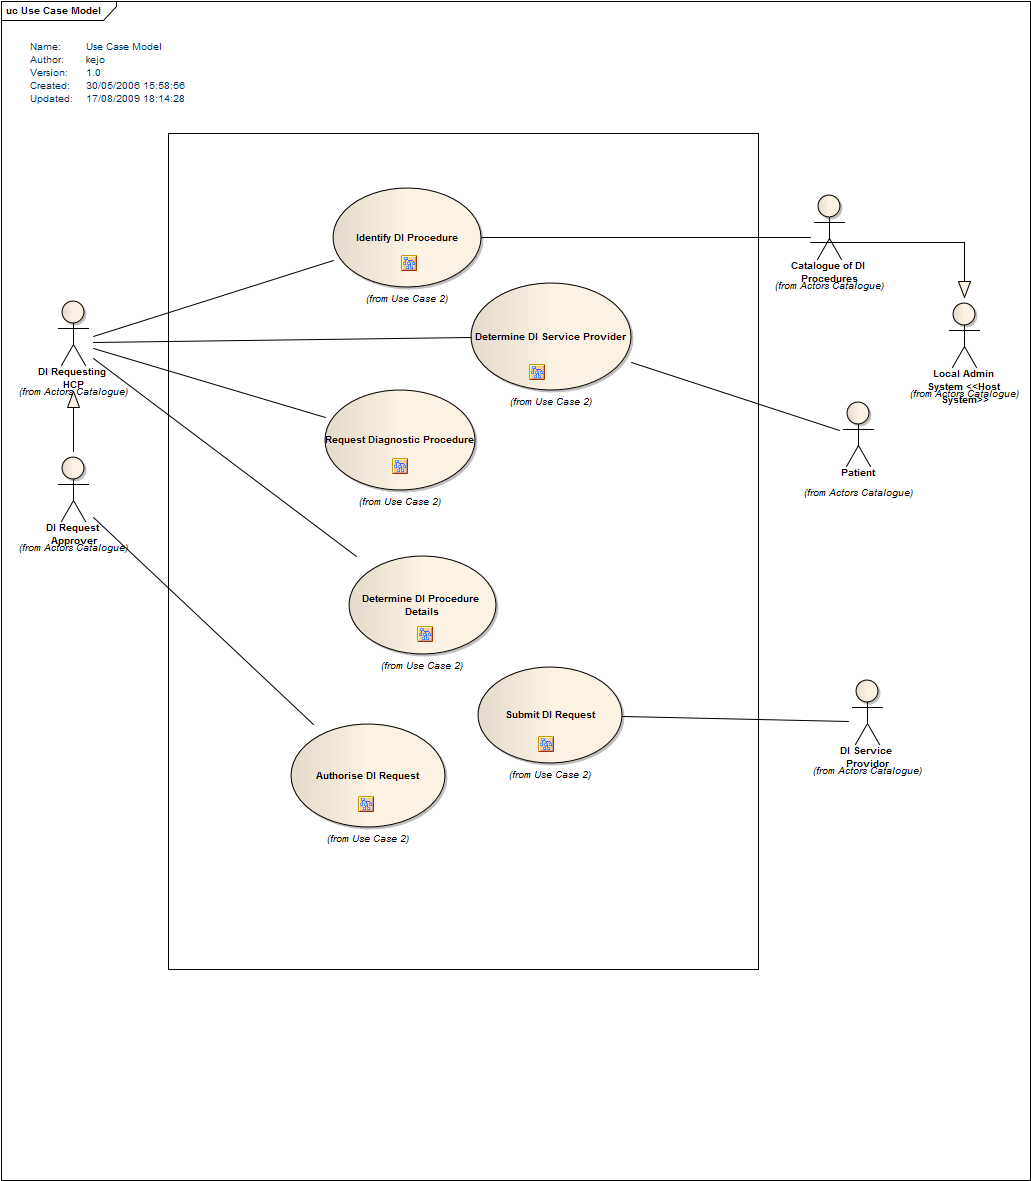 uc Use Case Model
Name: Use Case Model
Author: kejo
Version: 1.0
Created: 30/05/2006 15:58:56
Updated: 17/08/2009 18:14:28
Identify DI Procedure
(from Use Case 2)
Catalogue of DI
Procedures
(from Actors Catalogue)
Determine DI Service Provider
(from Use Case 2)
DI Requesting
HCP
(from Actors Catalogue)
Local Admin
System <<Host
System>>
(from Actors Catalogue)
Request Diagnostic Procedure
(from Use Case 2)
Patient
(from Actors Catalogue)
DI Request
Approver
(from Actors Catalogue)
Determine DI Procedure
Details
(from Use Case 2)
Submit DI Request
(from Use Case 2)
DI Service
Providor
(from Actors Catalogue)
Authorise DI Request
(from Use Case 2)